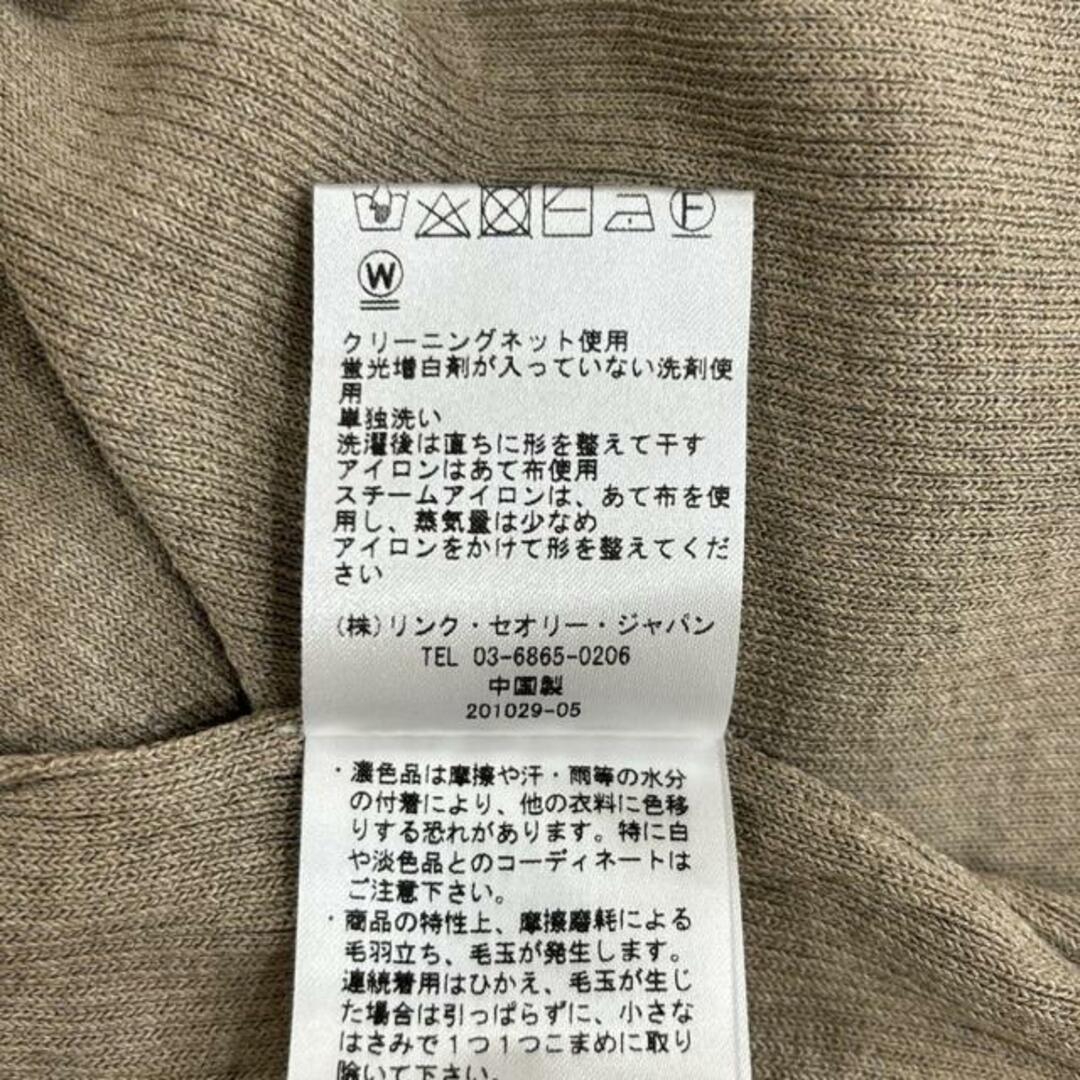 F
W
クリーニングネット使用
蛍光増白剤が入っていない洗剤使
用
単独洗い
洗濯後は直ちに形を整えて干す
アイロンはあて布使用
スチームアイロンは、あて布を使
用し、蒸気量は少なめ
アイロンをかけて形を整えてくだ
さい
(株)リンク・セオリー・ジャパン
TEL 03-6865-0206
中国製
201029-05
・濃色品は摩擦や汗・雨等の水分
の付着により、他の衣料に色移
りする恐れがあります。特に白
や淡色品とのコーディネートは
ご注意下さい。
・商品の特性上、摩擦磨耗による
毛羽立ち、毛玉が発生します。
連続着用はひかえ、毛玉が生じ
た場合は引っぱらずに、小さな
はさみで1つ1つこまめに取り
除いて下さい。